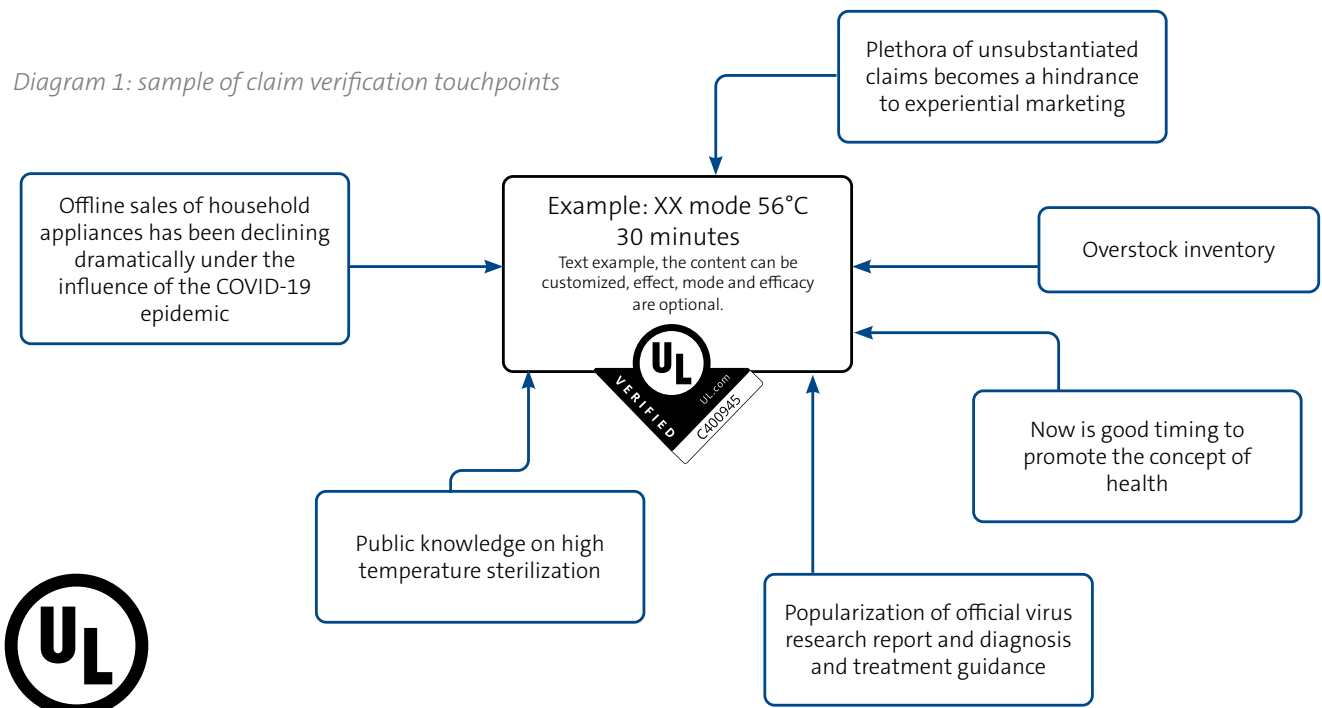 Diagram 1: sample of claim verification touchpoints
Plethora of unsubstantiated
claims becomes a hindrance
to experiential marketing
Offline sales of household
appliances has been declining
dramatically under the
influence of the COVID-19
epidemic
Example: XX mode 56°C
30 minutes
Text example, the content can be
customized, effect, mode and efficacy
are optional.
UL
VERIFIED
UL.com
C400945
Overstock inventory
Now is good timing to
promote the concept of
health
Public knowledge on high
temperature sterilization
Popularization of official virus
research report and diagnosis
and treatment guidance
UL